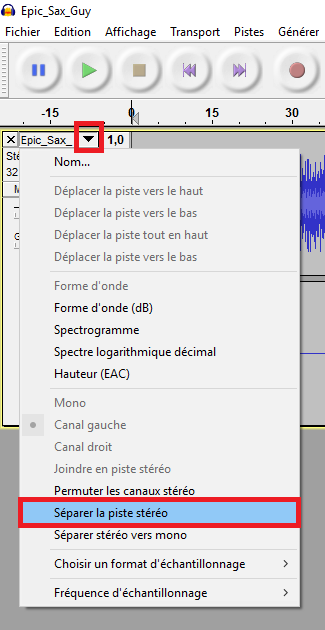 Epic_Sax_Guy
Fichier Edition Affichage Transport Pistes Générer
-15 0 15 30
Epic_Sax_ 1,0
Sté
32
M
G
Nom...
Déplacer la piste vers le haut
Déplacer la piste vers le bas
Déplacer la piste tout en haut
Déplacer la piste vers le bas
Forme d'onde
Forme d'onde (dB)
Spectrogramme
Spectre logarithmique décimal
Hauteur (EAC)
Mono
Canal gauche
Canal droit
Joindre en piste stéréo
Permuter les canaux stéréo
Séparer la piste stéréo
Séparer stéréo vers mono
Choisir un format d'échantillonnage
Fréquence d'échantillonnage